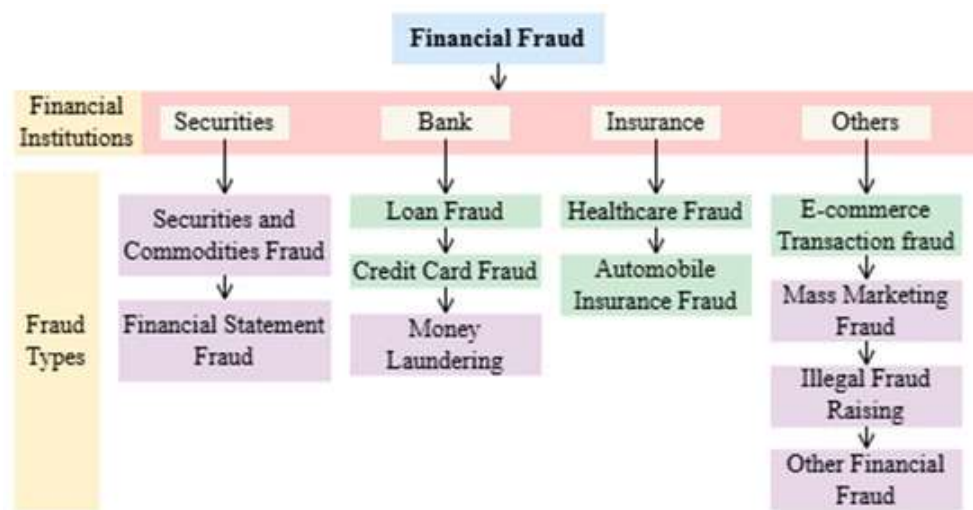 Financial Fraud
Financial
Institutions
Securities
Bank
Insurance
Others
Fraud
Types
Securities and
Commodities Fraud
Financial Statement
Fraud
Loan Fraud
Credit Card Fraud
Money
Laundering
Healthcare Fraud
Automobile
Insurance Fraud
E-commerce
Transaction fraud
Mass Marketing
Fraud
Illegal Fraud
Raising
Other Financial
Fraud